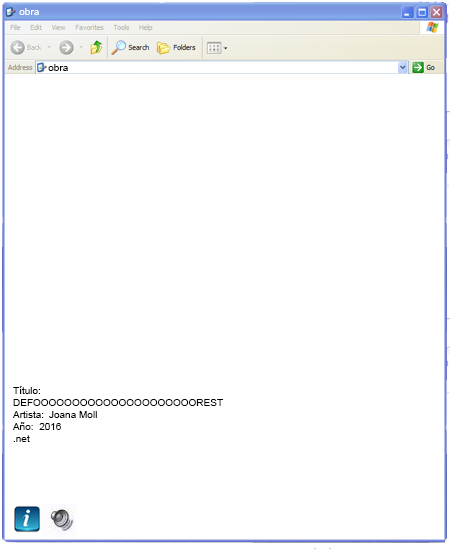 obra
File Edit View Favorites Tools Help
Back Search Folders
Address obra Go
Título:
DEFOOOOOOOOOOOOOOOOOOOOOREST
Artista: Joana Moll
Año: 2016
.net
i